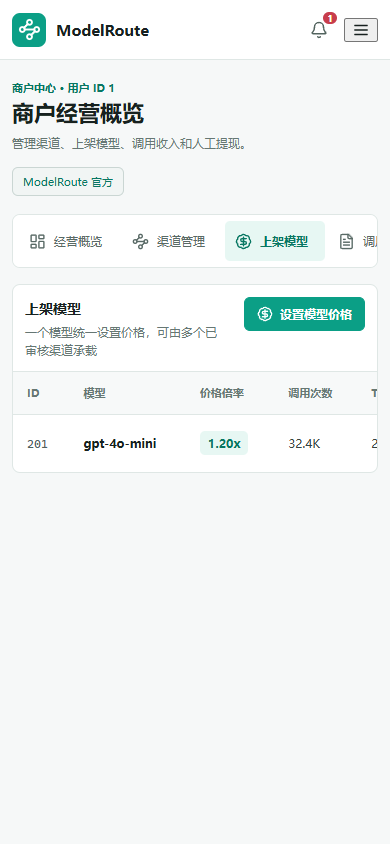 ModelRoute
1
商户中心 • 用户 ID 1
商户经营概览
管理渠道、上架模型、调用收入和人工提现。
ModelRoute 官方
经营概览 渠道管理 上架模型 调
上架模型
设置模型价格
一个模型统一设置价格，可由多个已
审核渠道承载
ID 模型 价格倍率 调用次数 T
201 gpt-4o-mini 1.20x 32.4K 2